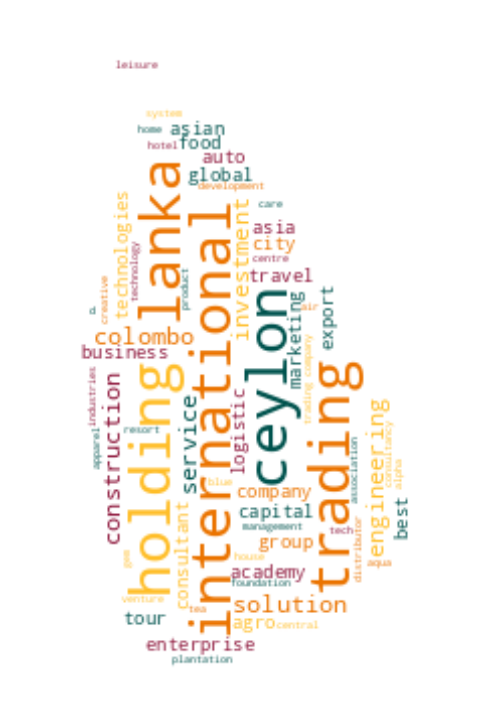 leisure
system
home
asian
hotel
food
auto
global
development
lanka
technologies
technology
care
asia
city
centre
investment
international
travel
product
creative
air
export
marketing
ceylon
colombo
business
trading company
industries
construction
holding
service
logistic
trading
apparel
resort
engineering
consultancy
alpha
association
blue
company
capital
management
best
tech
group
distributor
consultant
gem
house
aqua
academy
foundation
venture
tea
solution
tour
agro
central
enterprise
plantation